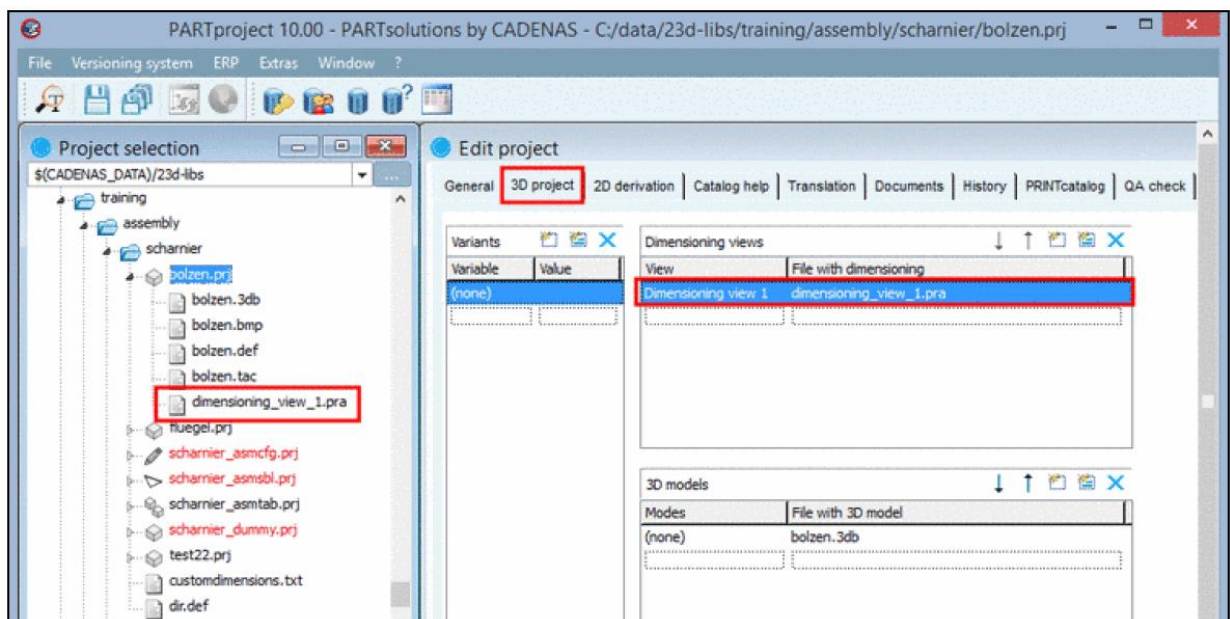 PARTproject 10.00 - PARTsolutions by CADENAS - C:/data/23d-libs/training/assembly/scharnier/bolzen.prj
File Versioning system ERP Extras Window ?
Project selection
$(CADENAS_DATA)/23d-libs
training
assembly
scharnier
bolzen.prj
bolzen.3db
bolzen.bmp
bolzen.def
bolzen.tac
dimensioning_view_1.pra
fluegel.prj
scharnier_asmcfg.prj
scharnier_asmsbl.prj
scharnier_asmtab.prj
scharnier_dummy.prj
test22.prj
customdimensions.txt
dir.def
Edit project
General 3D project 2D derivation Catalog help Translation Documents History PRINTcatalog QA check
Variants
Variable Value
(none)
Dimensioning views
View File with dimensioning
Dimensioning view 1 dimensioning_view_1.pra
3D models
Modes File with 3D model
(none) bolzen.3db